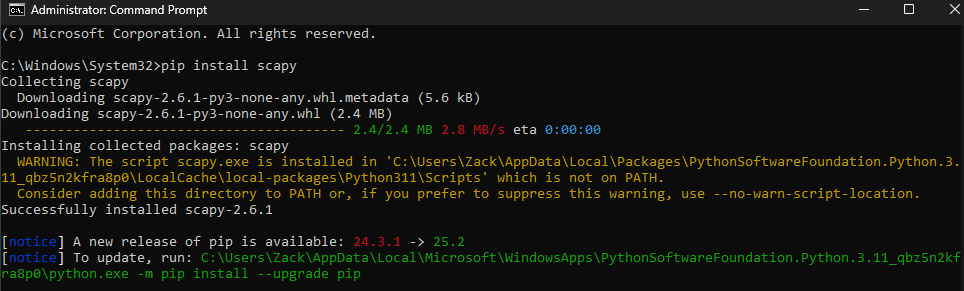 Administrator: Command Prompt
(c) Microsoft Corporation. All rights reserved.
C:\Windows\System32>pip install scapy
Collecting scapy
  Downloading scapy-2.6.1-py3-none-any.whl.metadata (5.6 kB)
Downloading scapy-2.6.1-py3-none-any.whl (2.4 MB)
   ---------------------------------------- 2.4/2.4 MB 2.8 MB/s eta 0:00:00
Installing collected packages: scapy
  WARNING: The script scapy.exe is installed in 'C:\Users\Zack\AppData\Local\Packages\PythonSoftwareFoundation.Python.3.
11_qbz5n2kfra8p0\LocalCache\local-packages\Python311\Scripts' which is not on PATH.
  Consider adding this directory to PATH or, if you prefer to suppress this warning, use --no-warn-script-location.
Successfully installed scapy-2.6.1
[notice] A new release of pip is available: 24.3.1 -> 25.2
[notice] To update, run: C:\Users\Zack\AppData\Local\Microsoft\WindowsApps\PythonSoftwareFoundation.Python.3.11_qbz5n2kf
ra8p0\python.exe -m pip install --upgrade pip